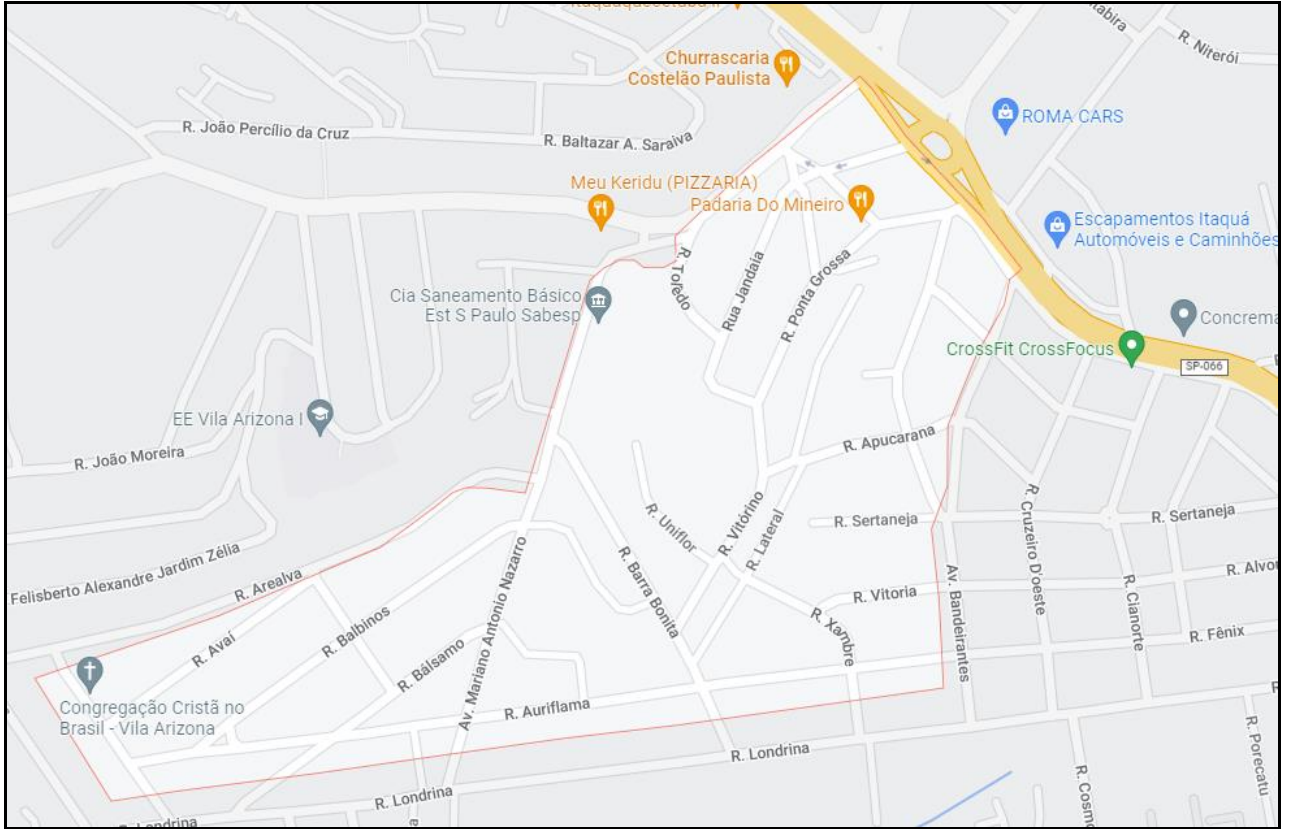 R. Niterói
Churrascaria
Costelão Paulista
ROMA CARS
R. João Percílio da Cruz
R. Baltazar A. Saraiva
Meu Keridu (PIZZARIA)
Padaria Do Mineiro
Escapamentos Itaquá
Automóveis e Caminhões
R. Toledo
Rua Jandaia
R. Ponta Grossa
Cia Saneamento Básico
Est S Paulo Sabesp
Concrema
CrossFit CrossFocus
SP-066
EE Vila Arizona I
R. João Moreira
R. Apucarana
R. Uniflor
R. Vitórino
R. Lateral
R. Sertaneja
R. Cruzeiro D'oeste
R. Sertaneja
Felisberto Alexandre Jardim Zélia
R. Arealva
R. Barra Bonita
R. Vitoria
Av. Bandeirantes
R. Cianorte
R. Alvor
R. Avaí
R. Balbinos
R. Bálsamo
Av. Mariano Antonio Nazarro
R. Xambre
R. Fênix
Congregação Cristã no
Brasil - Vila Arizona
R. Auriflama
R. Londrina
R. Porecatu
R. Londrina
R. Cosmo